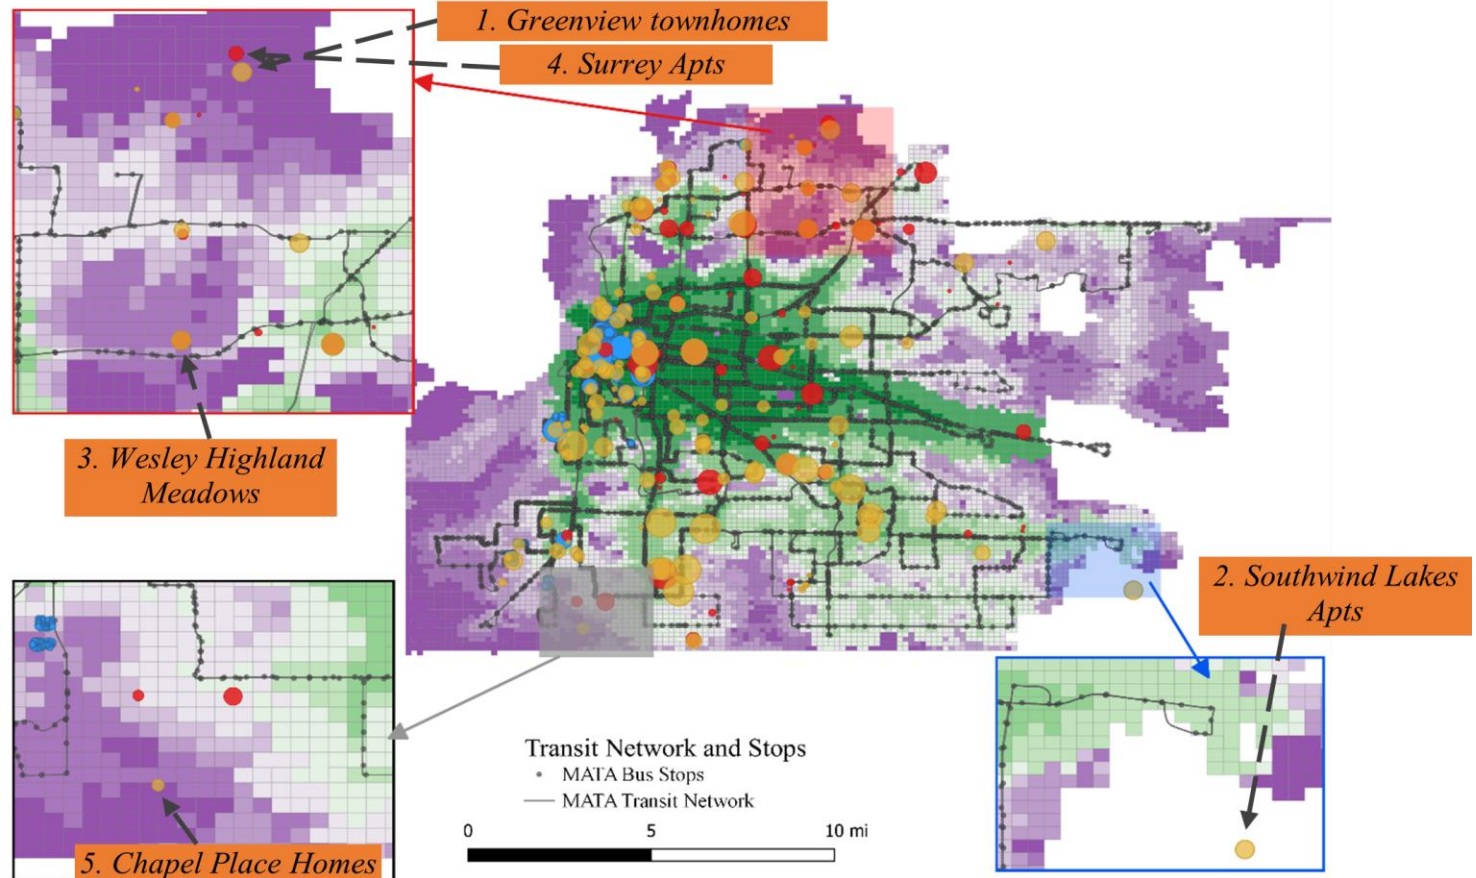 1. Greenview townhomes
4. Surrey Apts
3. Wesley Highland
Meadows
2. Southwind Lakes
Apts
Transit Network and Stops
MATA Bus Stops
MATA Transit Network
0 5 10 mi
5. Chapel Place Homes